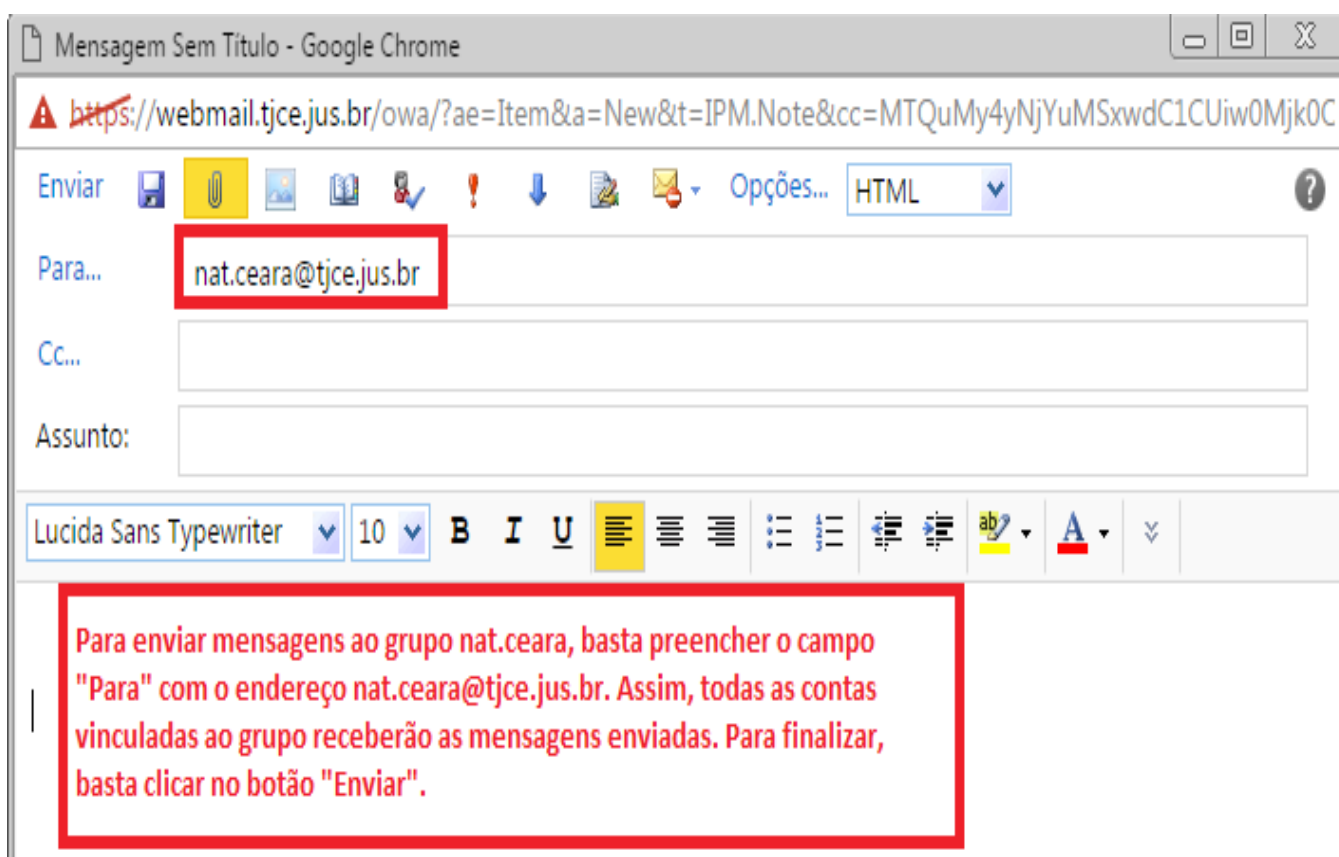 Mensagem Sem Título - Google Chrome
https://webmail.tjce.jus.br/owa/?ae=Item&a=New&t=IPM.Note&cc=MTQuMy4yNjYuMSxwdC1CUiw0Mjk0C
Enviar Opções... HTML
Para... nat.ceara@tjce.jus.br
Cc...
Assunto:
Lucida Sans Typewriter 10 B I U ab A
Para enviar mensagens ao grupo nat.ceara, basta preencher o campo
"Para" com o endereço nat.ceara@tjce.jus.br. Assim, todas as contas
vinculadas ao grupo receberão as mensagens enviadas. Para finalizar,
basta clicar no botão "Enviar".